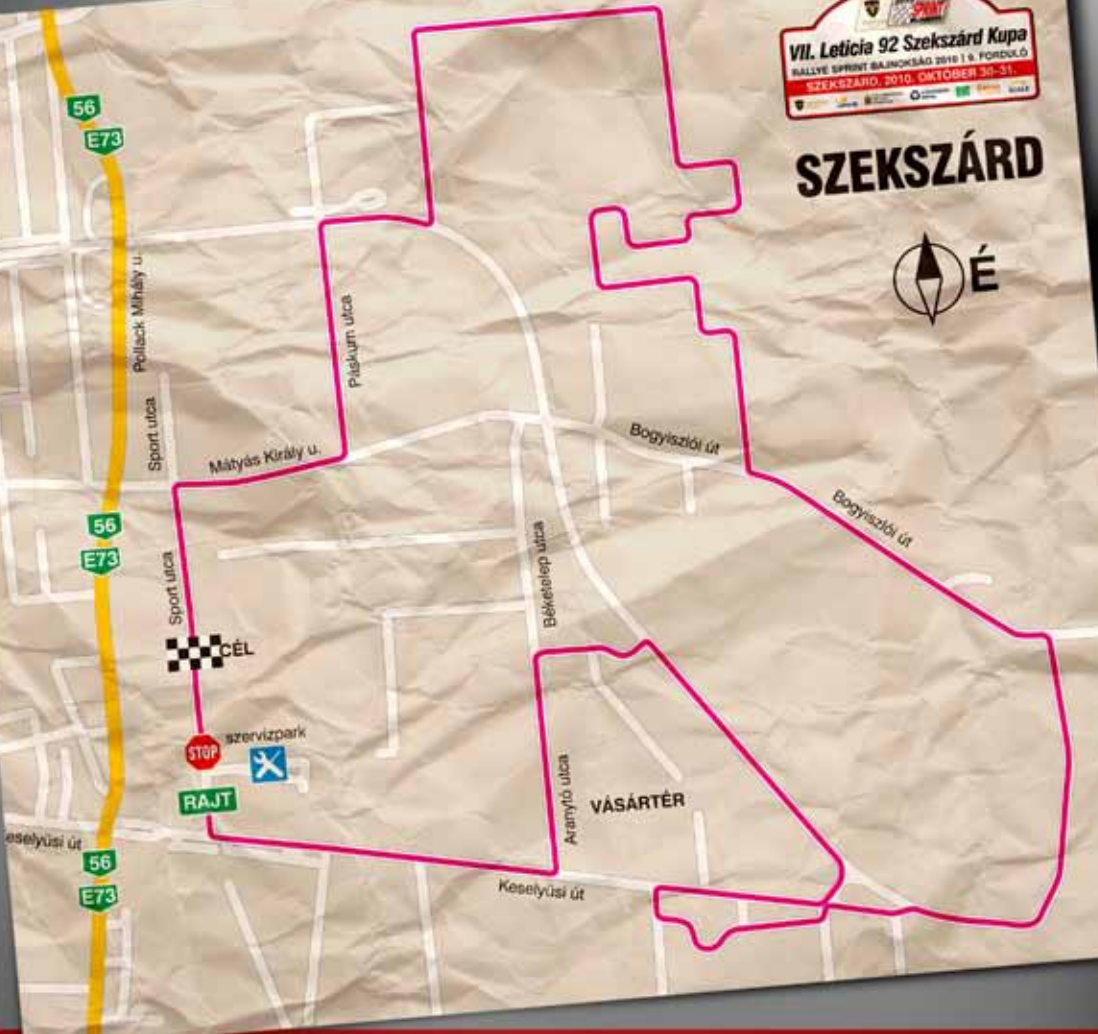 SPRINT
VII. Leticia 92 Szekszárd Kupa
RALLYE SPRINT BAJNOKSÁG 2010 | 9. FORDULÓ
SZEKSZÁRD, 2010. OKTÓBER 30-31.
SZEKSZÁRD
É
56
E73
Pollack Mihály u.
Páskum utca
Sport utca
Mátyás Király u.
Bogyiszlói út
Bogyiszlói út
56
E73
Sport utca
Béketelep utca
CÉL
STOP
szervizpark
RAJT
Aranytó utca
VÁSÁRTÉR
eselyűsi út
56
E73
Keselyűsi út